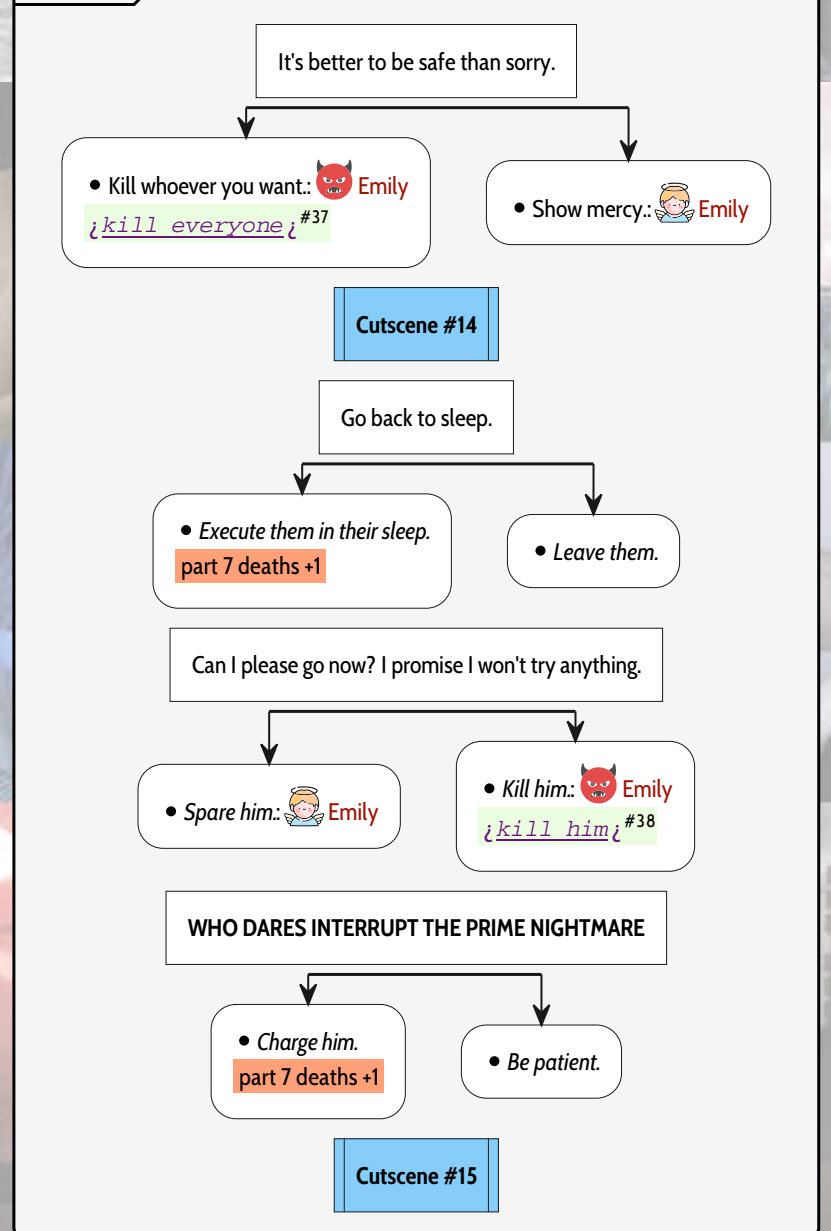 It's better to be safe than sorry.
• Kill whoever you want.: Emily
¿kill everyone¿#37
• Show mercy.: Emily
Cutscene #14
Go back to sleep.
• Execute them in their sleep.
part 7 deaths +1
• Leave them.
Can I please go now? I promise I won't try anything.
• Spare him.: Emily
• Kill him.: Emily
¿kill him¿#38
WHO DARES INTERRUPT THE PRIME NIGHTMARE
• Charge him.
part 7 deaths +1
• Be patient.
Cutscene #15